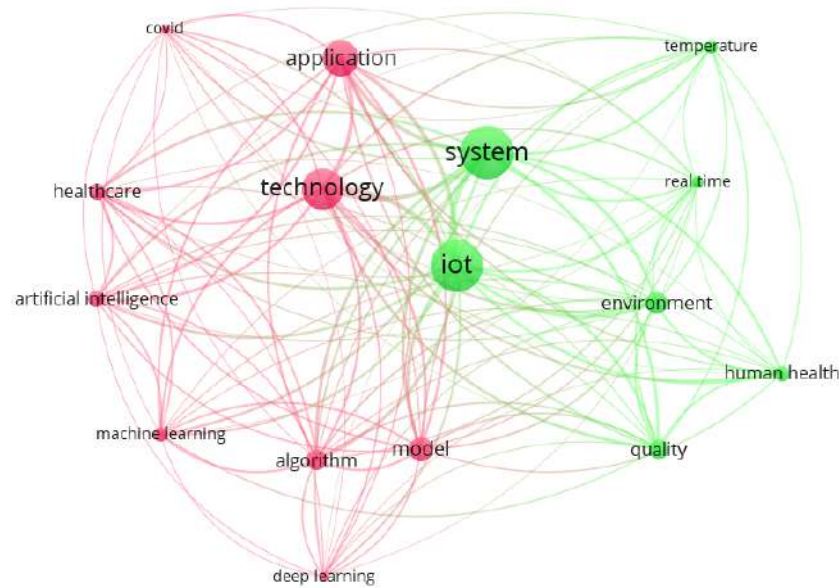 covid
application
temperature
system
healthcare
technology
real time
iot
artificial intelligence
environment
human health
machine learning
algorithm
model
quality
deep learning